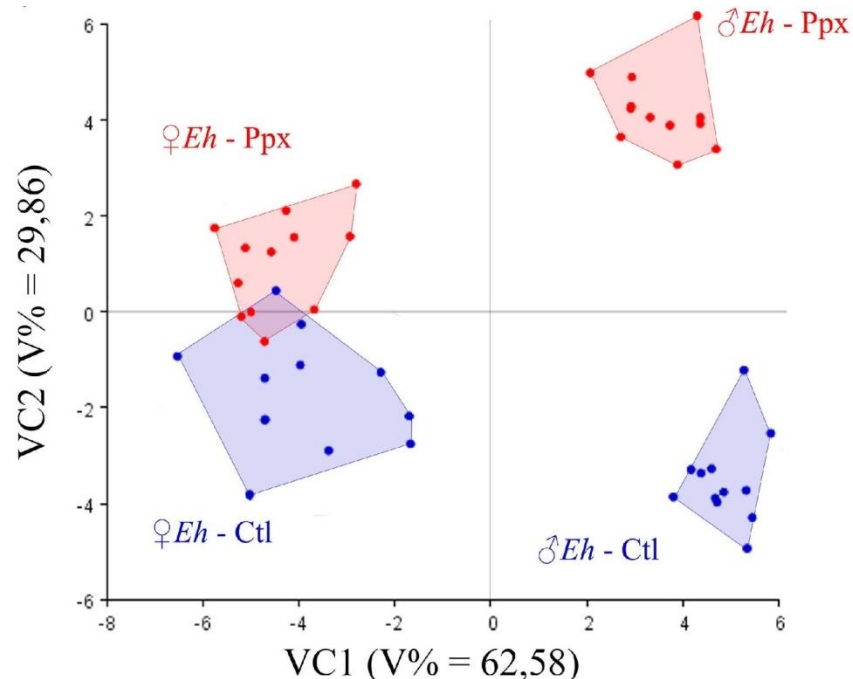 6
♂Eh - Ppx
4
♀Eh - Ppx
2
0
-2
-4
♀Eh - Ctl
♂Eh - Ctl
-6
-8 -6 -4 -2 0 2 4 6
VC1 (V% = 62,58)
VC2 (V% = 29,86)